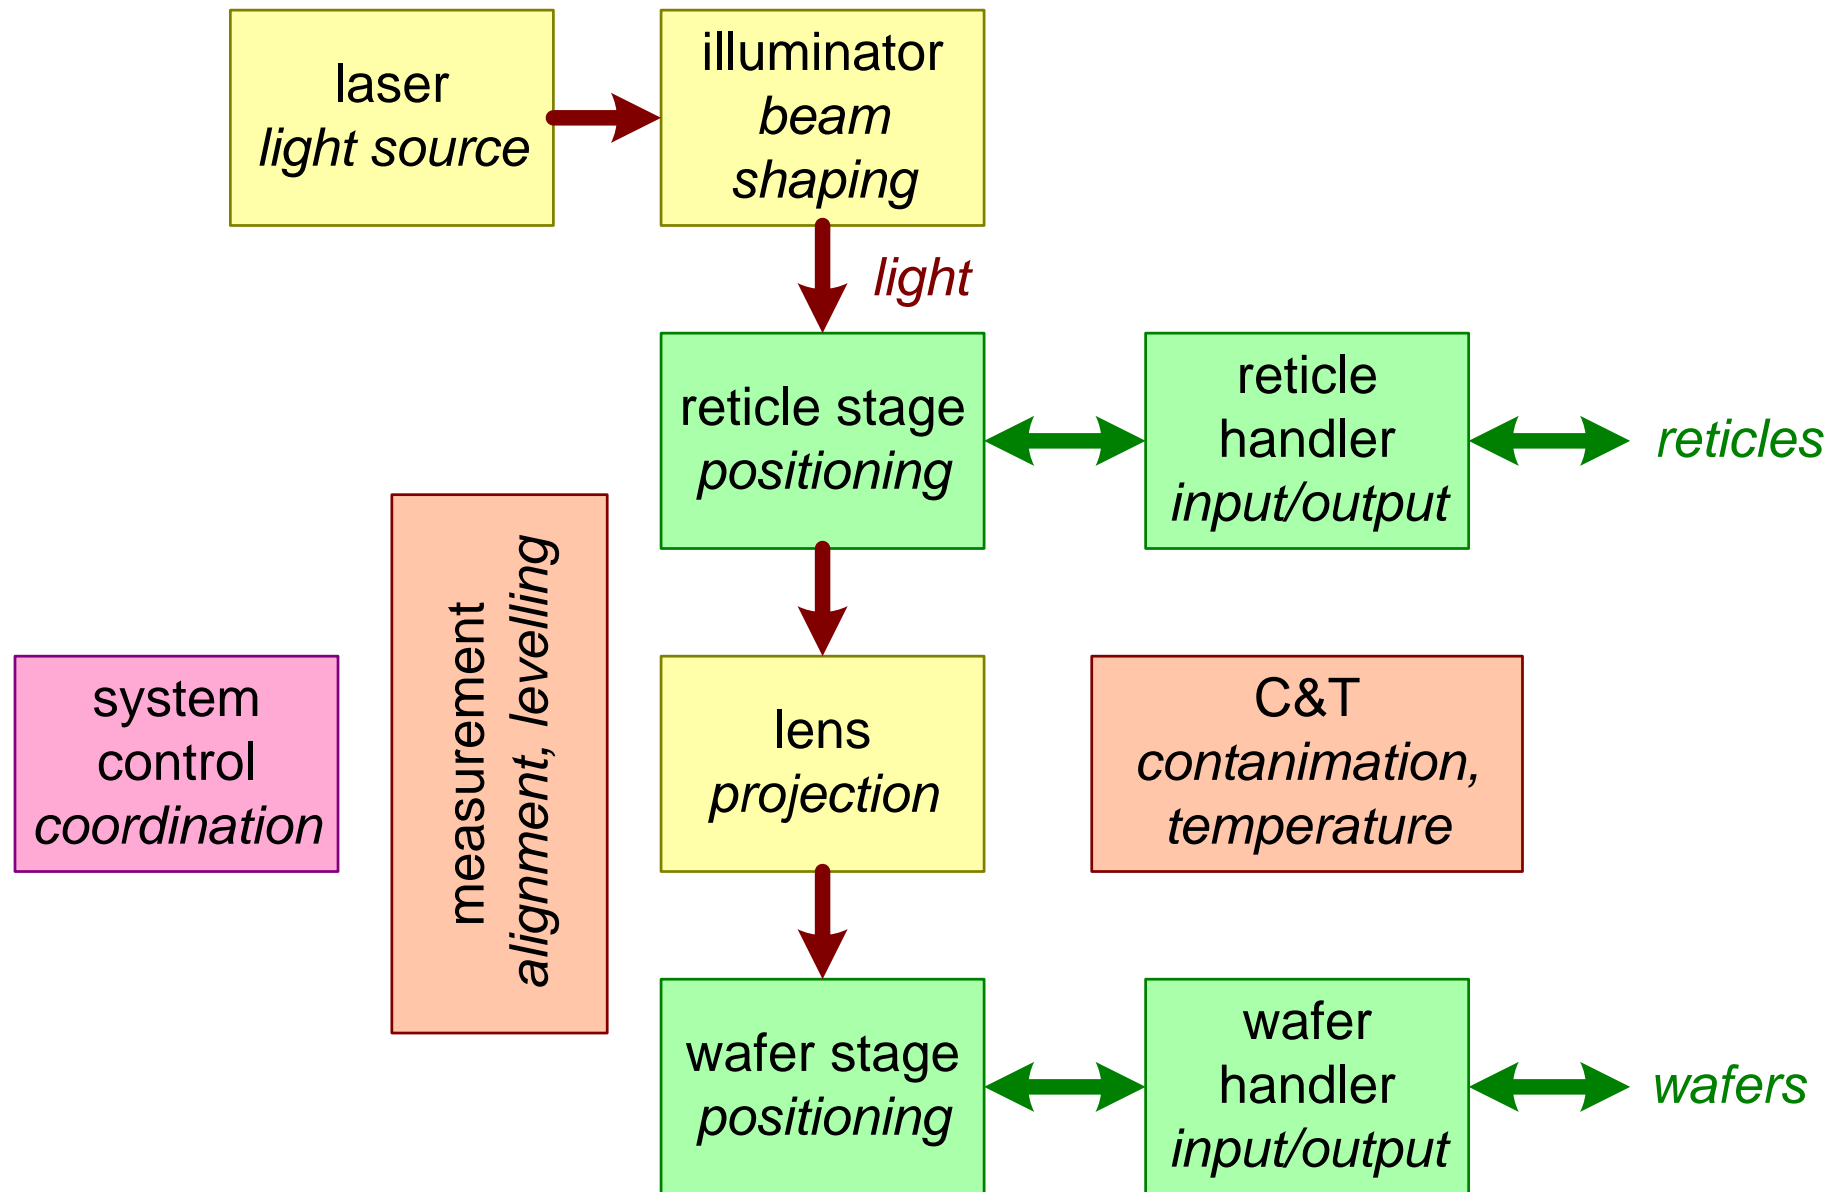 laser
light source
illuminator
beam
shaping
light
reticle stage
positioning
reticle
handler
input/output
reticles
measurement
alignment, levelling
system
control
coordination
lens
projection
C&T
contanimation,
temperature
wafer stage
positioning
wafer
handler
input/output
wafers